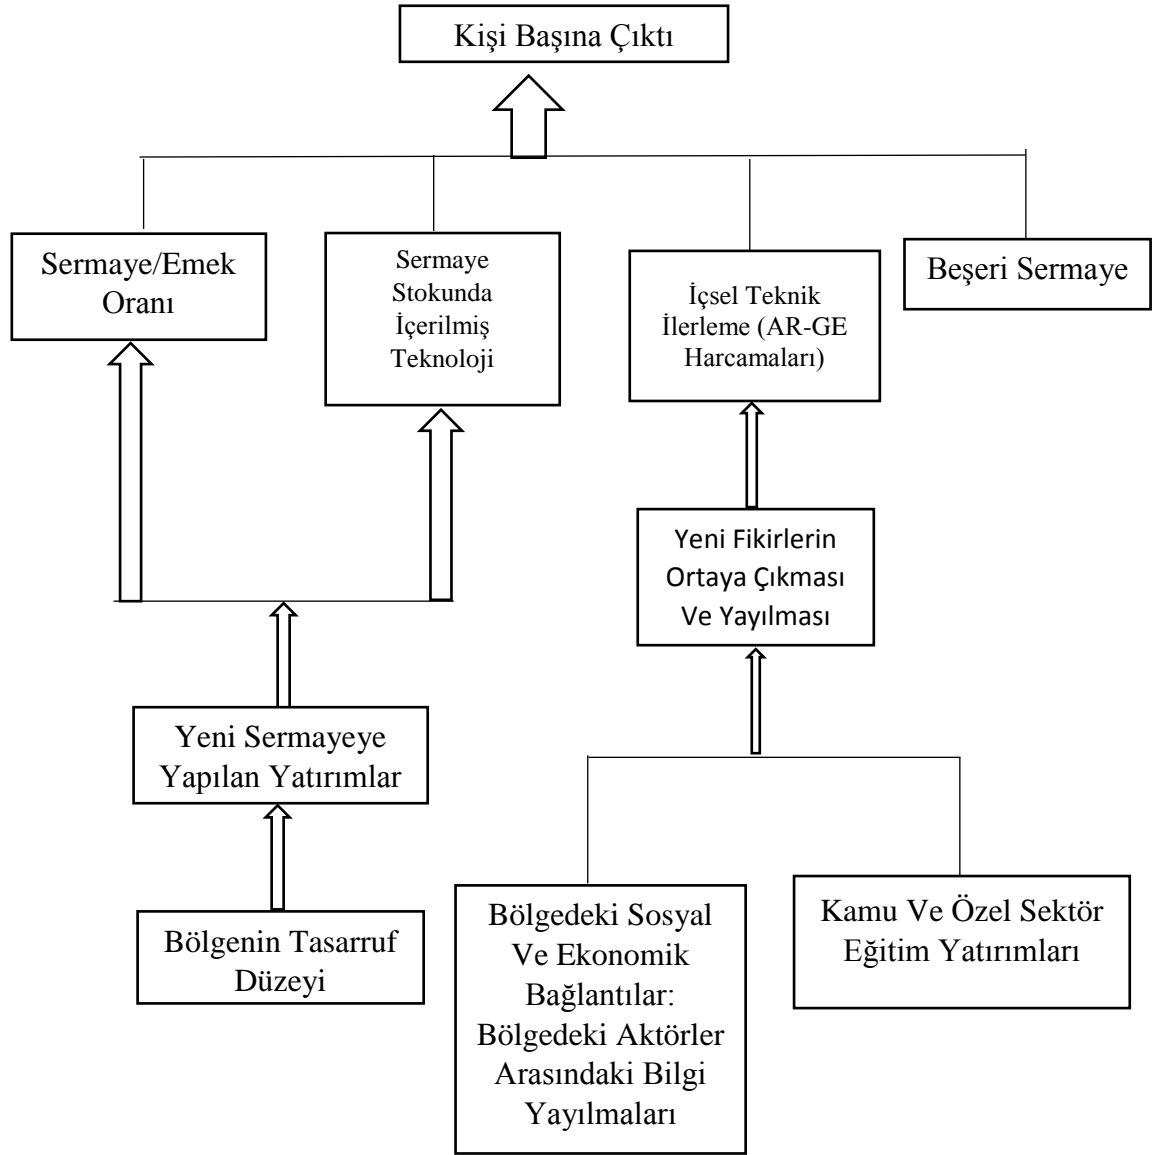 Kişi Başına Çıktı
Sermaye/Emek
Oranı
Sermaye
Stokunda
İçerilmiş
Teknoloji
İçsel Teknik
İlerleme (AR-GE
Harcamaları)
Beşeri Sermaye
Yeni Fikirlerin
Ortaya Çıkması
Ve Yayılması
Yeni Sermayeye
Yapılan Yatırımlar
Bölgenin Tasarruf
Düzeyi
Bölgedeki Sosyal
Ve Ekonomik
Bağlantılar:
Bölgedeki Aktörler
Arasındaki Bilgi
Yayılmaları
Kamu Ve Özel Sektör
Eğitim Yatırımları